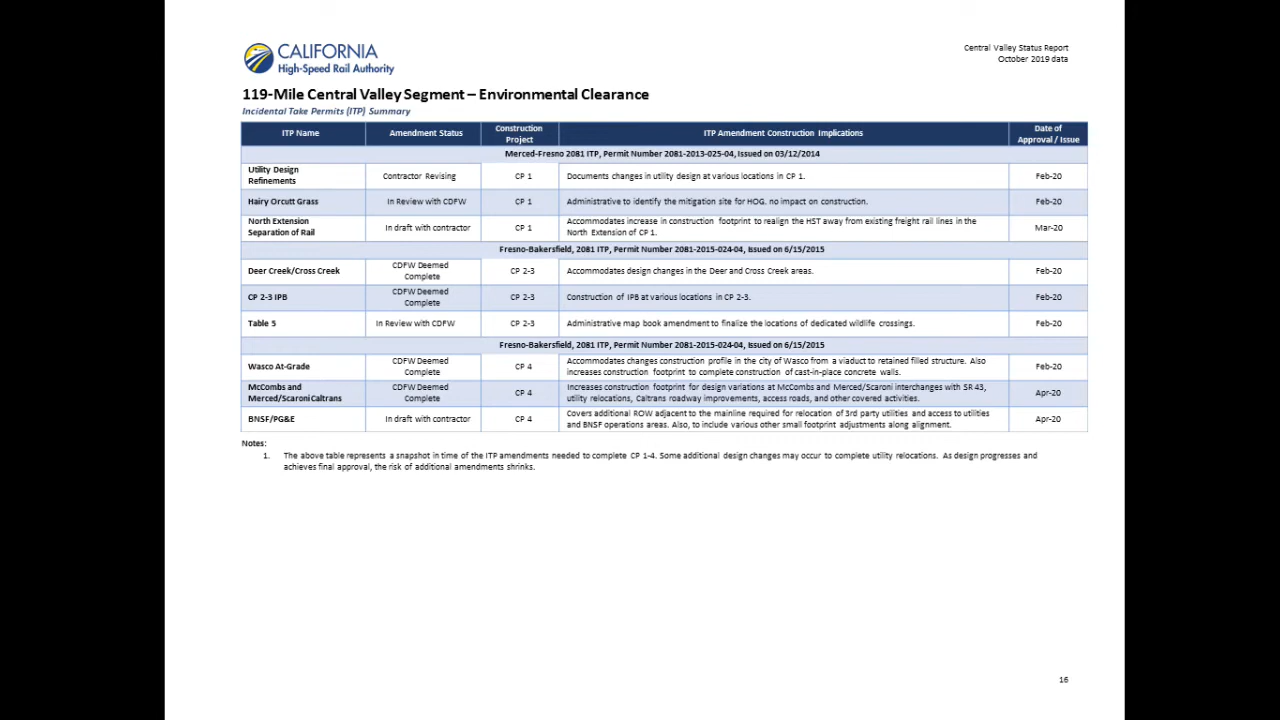 CALIFORNIA
High-Speed Rail Authority
Central Valley Status Report
October 2019 data
119-Mile Central Valley Segment – Environmental Clearance
Incidental Take Permits (ITP) Summary
ITP Name
Amendment Status
Construction
Project
ITP Amendment Construction Implications
Date of
Approval / Issue
Merced-Fresno 2081 ITP, Permit Number 2081-2013-025-04, Issued on 03/12/2014
Utility Design
Refinements
Contractor Revising
CP 1
Documents changes in utility design at various locations in CP 1.
Feb-20
Hairy Orcutt Grass
In Review with CDFW
CP 1
Administrative to identify the mitigation site for HOG. no impact on construction.
Feb-20
North Extension
Separation of Rail
In draft with contractor
CP 1
Accommodates increase in construction footprint to realign the HST away from existing freight rail lines in the
North Extension of CP 1.
Mar-20
Fresno-Bakersfield, 2081 ITP, Permit Number 2081-2015-024-04, Issued on 6/15/2015
Deer Creek/Cross Creek
CDFW Deemed
Complete
CP 2-3
Accommodates design changes in the Deer and Cross Creek areas.
Feb-20
CP 2-3 IPB
CDFW Deemed
Complete
CP 2-3
Construction of IPB at various locations in CP 2-3.
Feb-20
Table 5
In Review with CDFW
CP 2-3
Administrative map book amendment to finalize the locations of dedicated wildlife crossings.
Feb-20
Fresno-Bakersfield, 2081 ITP, Permit Number 2081-2015-024-04, Issued on 6/15/2015
Wasco At-Grade
CDFW Deemed
Complete
CP 4
Accommodates changes construction profile in the city of Wasco from a viaduct to retained filled structure. Also
increases construction footprint to complete construction of cast-in-place concrete walls.
Feb-20
McCombs and
Merced/Scaroni Caltrans
CDFW Deemed
Complete
CP 4
Increases construction footprint for design variations at McCombs and Merced/Scaroni interchanges with SR 43,
utility relocations, Caltrans roadway improvements, access roads, and other covered activities.
Apr-20
BNSF/PG&E
In draft with contractor
CP 4
Covers additional ROW adjacent to the mainline required for relocation of 3rd party utilities and access to utilities
and BNSF operations areas. Also, to include various other small footprint adjustments along alignment.
Apr-20
Notes:
1. The above table represents a snapshot in time of the ITP amendments needed to complete CP 1-4. Some additional design changes may occur to complete utility relocations. As design progresses and
achieves final approval, the risk of additional amendments shrinks.
16